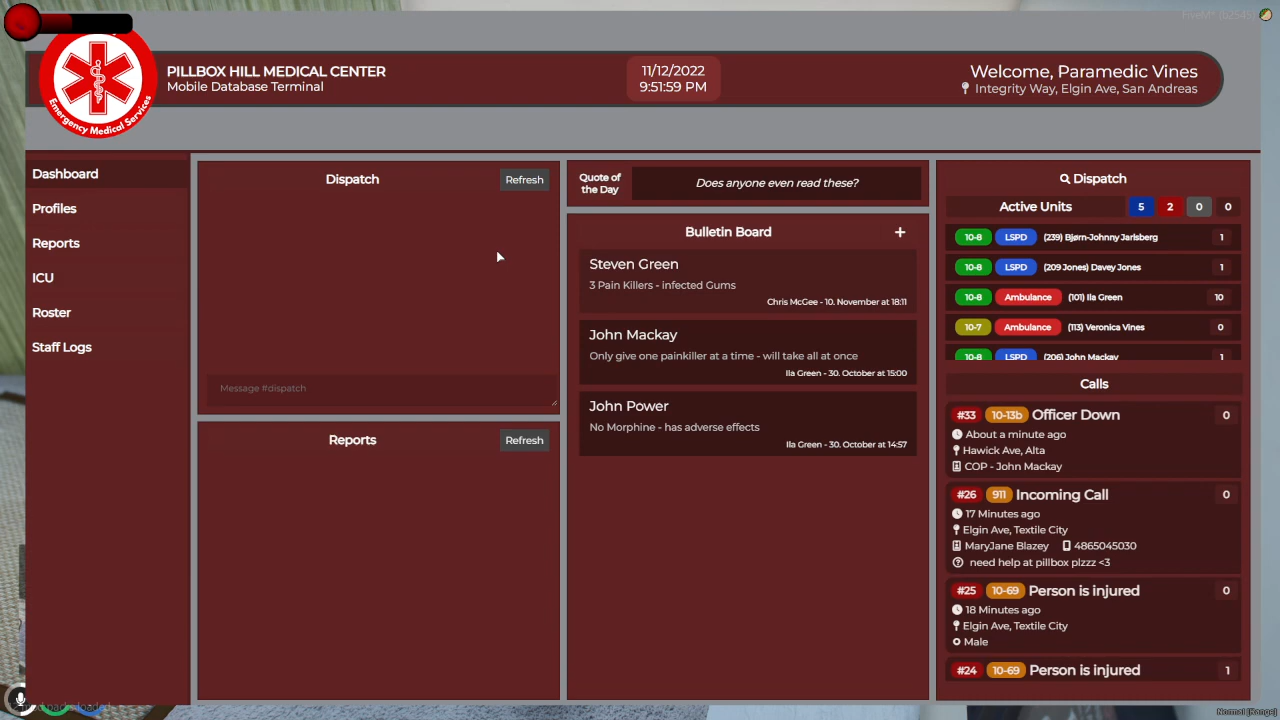 FiveM® (b2545)
Emergency Medical Services
PILLBOX HILL MEDICAL CENTER
Mobile Database Terminal
11/12/2022
9:51:59 PM
Welcome, Paramedic Vines
Integrity Way, Elgin Ave, San Andreas
Dashboard
Profiles
Reports
ICU
Roster
Staff Logs
Dispatch
Refresh
Message #dispatch
Reports
Refresh
Quote of
the Day
Does anyone even read these?
Bulletin Board +
Steven Green
3 Pain Killers - infected Gums
Chris McGee - 10. November at 18:11
John Mackay
Only give one painkiller at a time - will take all at once
Ila Green - 30. October at 15:00
John Power
No Morphine - has adverse effects
Ila Green - 30. October at 14:57
Dispatch
Active Units 5 2 0 0
10-8 LSPD (239) Bjørn-Johnny Jarlsberg 1
10-8 LSPD (209 Jones) Davey Jones 1
10-8 Ambulance (101) Ila Green 10
10-7 Ambulance (113) Veronica Vines 0
10-8 LSPD (206) John Mackay 1
Calls
#33 10-13b Officer Down 0
About a minute ago
Hawick Ave, Alta
COP - John Mackay
#26 911 Incoming Call 0
17 Minutes ago
Elgin Ave, Textile City
MaryJane Blazey 4865045030
need help at pillbox plzzz <3
#25 10-69 Person is injured 0
18 Minutes ago
Elgin Ave, Textile City
Male
#24 10-69 Person is injured 1
Normal [Range]